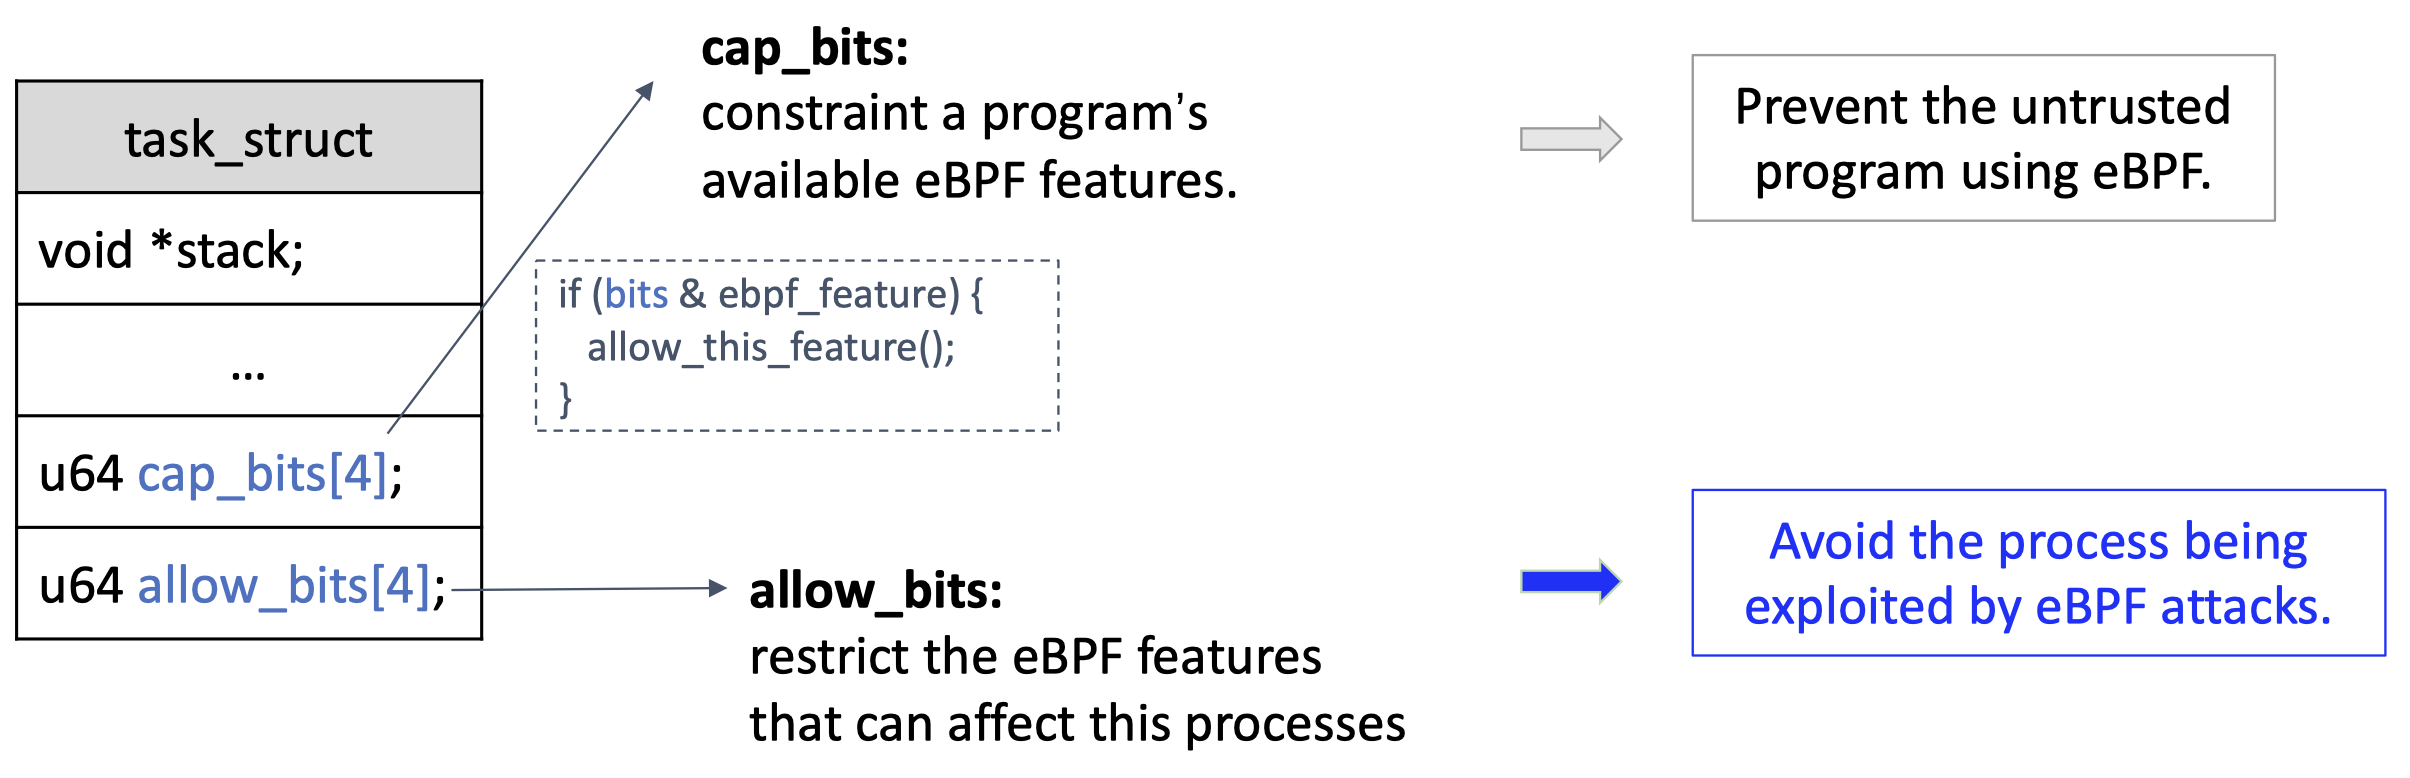 task_struct
void *stack;
...
u64 cap_bits[4];
u64 allow_bits[4];
cap_bits:
constraint a program's
available eBPF features.
if (bits & ebpf_feature) {
allow_this_feature();
}
allow_bits:
restrict the eBPF features
that can affect this processes
Prevent the untrusted
program using eBPF.
Avoid the process being
exploited by eBPF attacks.